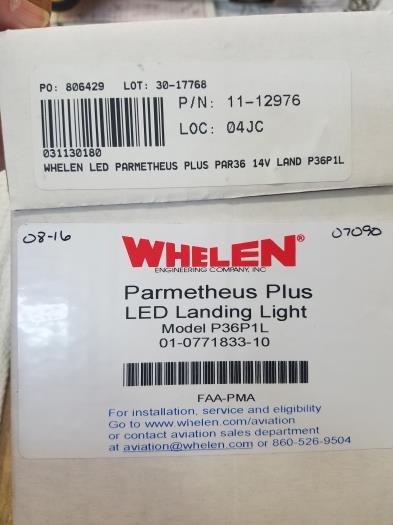 PO: 806429 LOT: 30-17768
P/N: 11-12976
LOC: 04JC
031130180
WHELEN LED PARMETHEUS PLUS PAR36 14V LAND P36P1L
08-16
07090
WHELEN®
ENGINEERING COMPANY, INC
Parmetheus Plus
LED Landing Light
Model P36P1L
01-0771833-10
FAA-PMA
For installation, service and eligibility
Go to www.whelen.com/aviation
or contact aviation sales department
at aviation@whelen.com or 860-526-9504